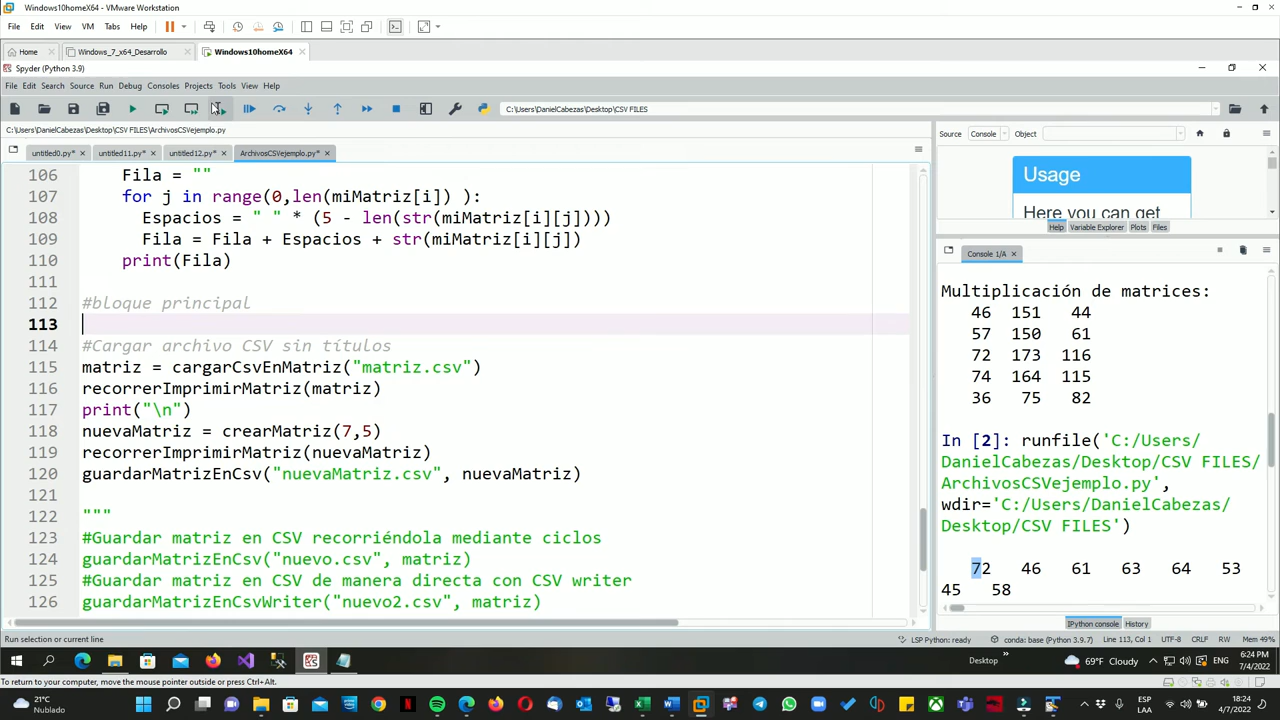 Windows10homeX64 - VMware Workstation
File Edit View VM Tabs Help
Home Windows_7_x64_Desarrollo Windows10homeX64
Spyder (Python 3.9)
File Edit Search Source Run Debug Consoles Projects Tools View Help
C:\Users\DanielCabezas\Desktop\CSV FILES
C:\Users\DanielCabezas\Desktop\CSV FILES\ArchivosCSVejemplo.py
untitled0.py* untitled11.py* untitled12.py* ArchivosCSVejemplo.py*
106 Fila = ""
107 for j in range(0,len(miMatriz[i]) ):
108 Espacios = " " * (5 - len(str(miMatriz[i][j])))
109 Fila = Fila + Espacios + str(miMatriz[i][j])
110 print(Fila)
111
112 #bloque principal
113
114 #Cargar archivo CSV sin títulos
115 matriz = cargarCsvEnMatriz("matriz.csv")
116 recorrerImprimirMatriz(matriz)
117 print("\n")
118 nuevaMatriz = crearMatriz(7,5)
119 recorrerImprimirMatriz(nuevaMatriz)
120 guardarMatrizEnCsv("nuevaMatriz.csv", nuevaMatriz)
121
122 """
123 #Guardar matriz en CSV recorriéndola mediante ciclos
124 guardarMatrizEnCsv("nuevo.csv", matriz)
125 #Guardar matriz en CSV de manera directa con CSV writer
126 guardarMatrizEnCsvWriter("nuevo2.csv", matriz)
Source Console Object
Usage
Here you can get
Help Variable Explorer Plots Files
Console 1/A
Multiplicación de matrices:
46 151 44
57 150 61
72 173 116
74 164 115
36 75 82
In [2]: runfile('C:/Users/
DanielCabezas/Desktop/CSV FILES/
ArchivosCSVejemplo.py',
wdir='C:/Users/DanielCabezas/
Desktop/CSV FILES')
72 46 61 63 64 53
45 58
IPython console History
Run selection or current line LSP Python: ready conda: base (Python 3.9.7) Line 113, Col 1 UTF-8 CRLF RW Mem 49%
Desktop 69°F Cloudy ENG 6:24 PM
7/4/2022
To return to your computer, move the mouse pointer outside or press Ctrl+Alt.
21°C
Nublado
ESP
LAA
18:24
4/7/2022